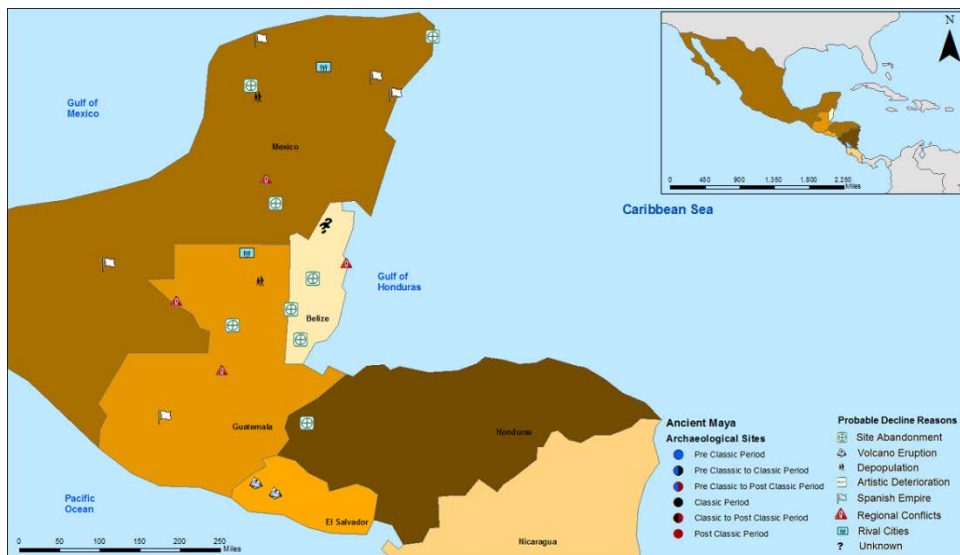 N
0 450 900 1,350 1,800 2,250
Miles
Gulf of
Mexico
Mexico
Caribbean Sea
Gulf of
Honduras
Belize
Guatemala
Honduras
Pacific
Ocean
El Salvador
Nicaragua
0 50 100 150 200 250
Miles
Ancient Maya
Archaeological Sites
Pre Classic Period
Pre Classsic to Classic Period
Pre Classic to Post Classic Period
Classic Period
Classic to Post Classic Period
Post Classic Period
Probable Decline Reasons
Site Abandonment
Volcano Eruption
Depopulation
Artistic Deterioration
Spanish Empire
Regional Conflicts
Rival Cities
? Unknown